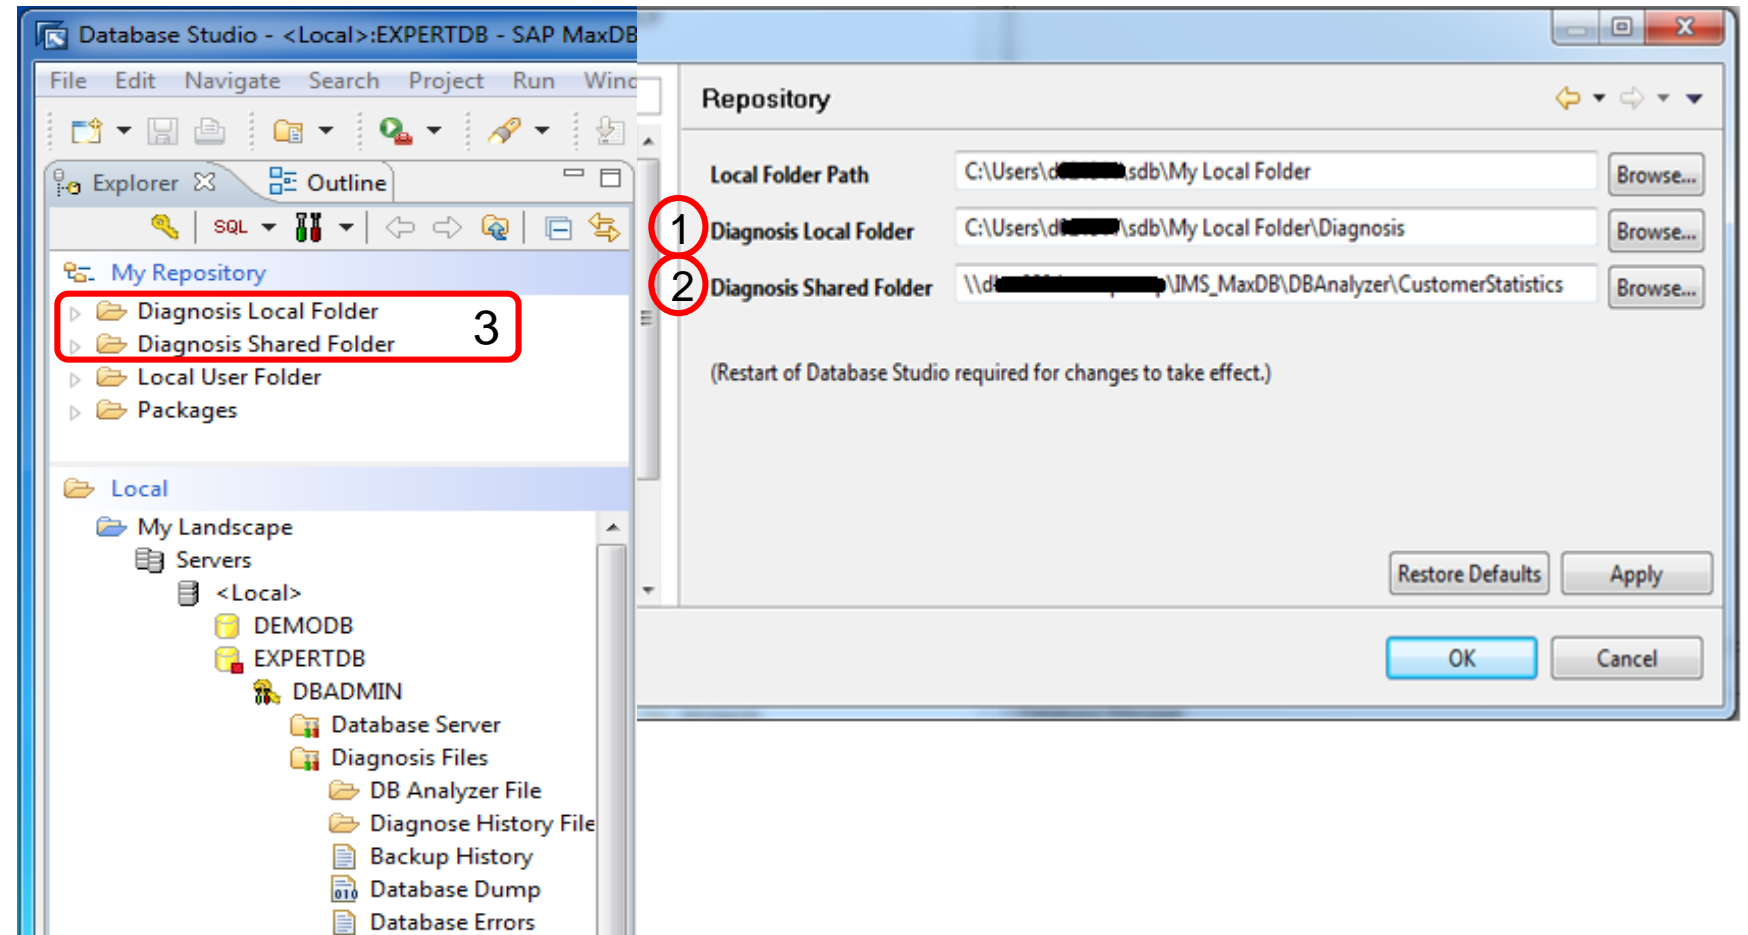 Database Studio - <Local>:EXPERTDB - SAP MaxDB
File Edit Navigate Search Project Run Wind
Explorer Outline
SQL
My Repository
Diagnosis Local Folder
Diagnosis Shared Folder
3
Local User Folder
Packages
Local
My Landscape
Servers
<Local>
DEMODB
EXPERTDB
DBADMIN
Database Server
Diagnosis Files
DB Analyzer File
Diagnose History File
Backup History
010 Database Dump
Database Errors
Repository
Local Folder Path C:\Users\d sdb\My Local Folder Browse...
1 Diagnosis Local Folder C:\Users\d \sdb\My Local Folder\Diagnosis Browse...
2 Diagnosis Shared Folder \\d \IMS_MaxDB\DBAnalyzer\CustomerStatistics Browse...
(Restart of Database Studio required for changes to take effect.)
Restore Defaults Apply
OK Cancel